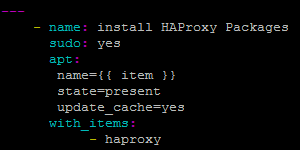 ---
- name: install HAProxy Packages
sudo: yes
apt:
name={{ item }}
state=present
update_cache=yes
with_items:
- haproxy